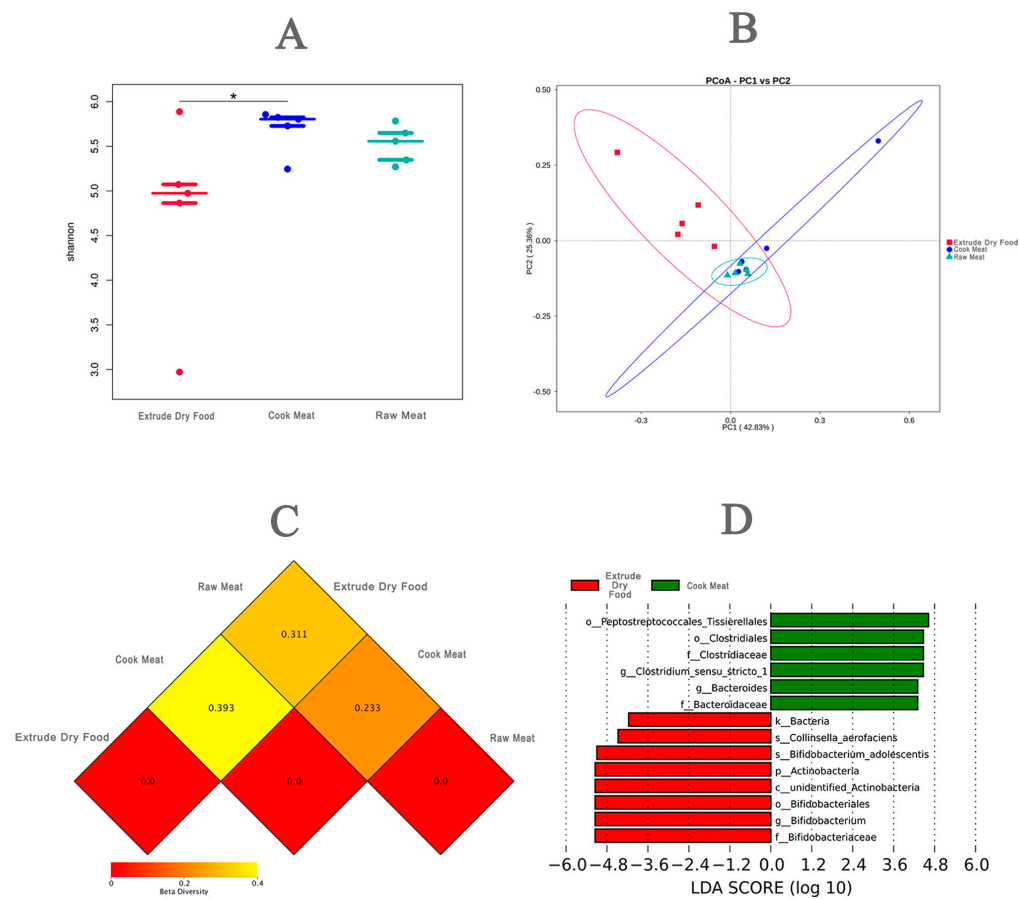 A
*
6.0
5.5
5.0
4.5
4.0
3.5
3.0
shannon
Extrude Dry Food
Cook Meat
Raw Meat
B
PCoA - PC1 vs PC2
0.50
0.25
0.00
-0.25
-0.50
PC2 ( 25.36% )
-0.3
0.0
0.3
0.6
PC1 ( 42.83% )
Extrude Dry Food
Cook Meat
Raw Meat
C
Raw Meat
Extrude Dry Food
0.311
Cook Meat
Cook Meat
0.393
0.233
Extrude Dry Food
Raw Meat
0.0
0.0
0.0
0
0.2
0.4
Beta Diversity
D
Extrude
Dry
Food
Cook Meat
o__Peptostreptococcales_Tissierellales
o__Clostridiales
f__Clostridiaceae
g__Clostridium_sensu_stricto_1
g__Bacteroides
f__Bacteroidaceae
k__Bacteria
s__Collinsella_aerofaciens
s__Bifidobacterium_adolescentis
p__Actinobacteria
c__unidentified_Actinobacteria
o__Bifidobacteriales
g__Bifidobacterium
f__Bifidobacteriaceae
-6.0 -4.8 -3.6 -2.4 -1.2 0.0 1.2 2.4 3.6 4.8 6.0
LDA SCORE (log 10)